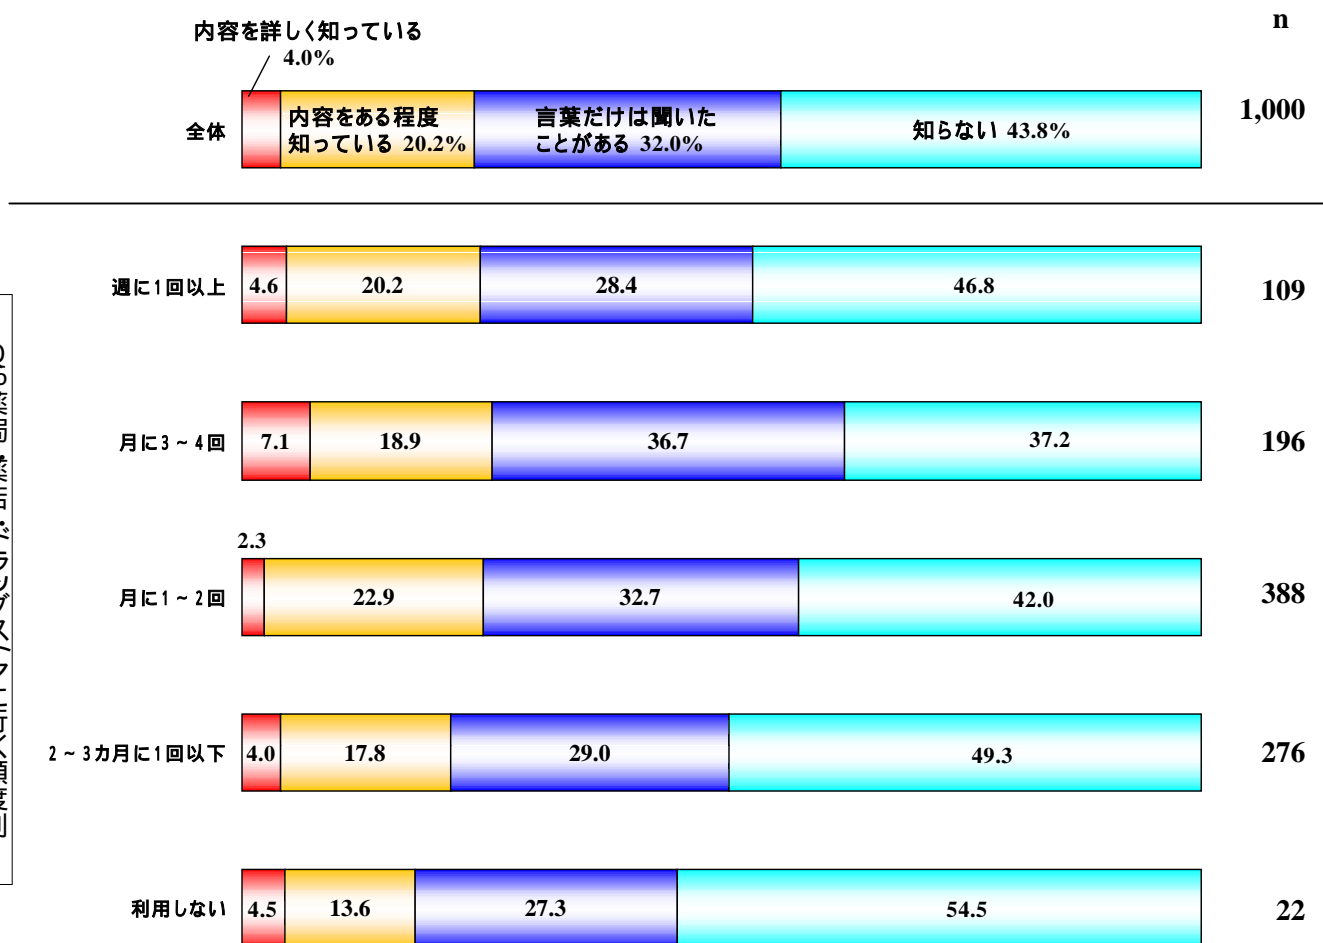 n
内容を詳しく知っている
4.0%
全体
内容をある程度
知っている 20.2%
言葉だけは聞いた
ことがある 32.0%
知らない 43.8%
1,000
週に1回以上
4.6
20.2
28.4
46.8
109
月に3~4回
7.1
18.9
36.7
37.2
196
2.3
月に1~2回
22.9
32.7
42.0
388
2~3カ月に1回以下
4.0
17.8
29.0
49.3
276
利用しない
4.5
13.6
27.3
54.5
22